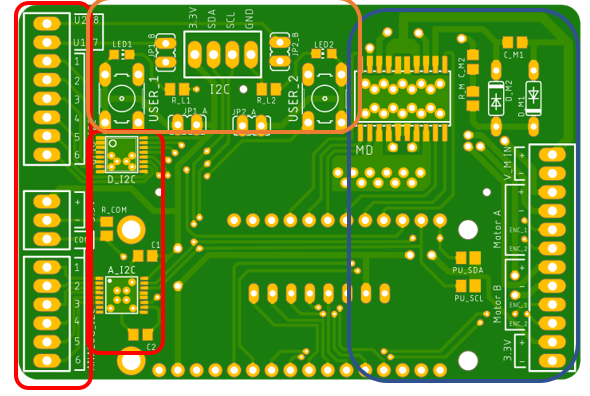 U2_8
U1_7
1
2
3
4
5
6
+
−
COM
1
2
3
4
5
6
LED1
JP1_B
3.3V
SDA
SCL
GND
JP2_B
LED2
USER_1
R_L1
I2C
R_L2
USER_2
JP1_A
JP2_A
D_I2C
R_COM
C1
A_I2C
C2
MD
C_M1
C_M2
R_M
D_M2
D_M1
V_M IN
+
−
Motor A
+
−
ENC_1
ENC_2
PU_SDA
PU_SCL
Motor B
+
−
ENC_1
ENC_2
3.3V
+
−